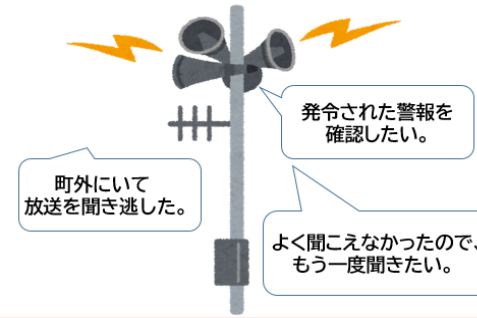 発令された警報を
確認したい。
町外にいて
放送を聞き逃した。
よく聞こえなかったので、
もう一度聞きたい。